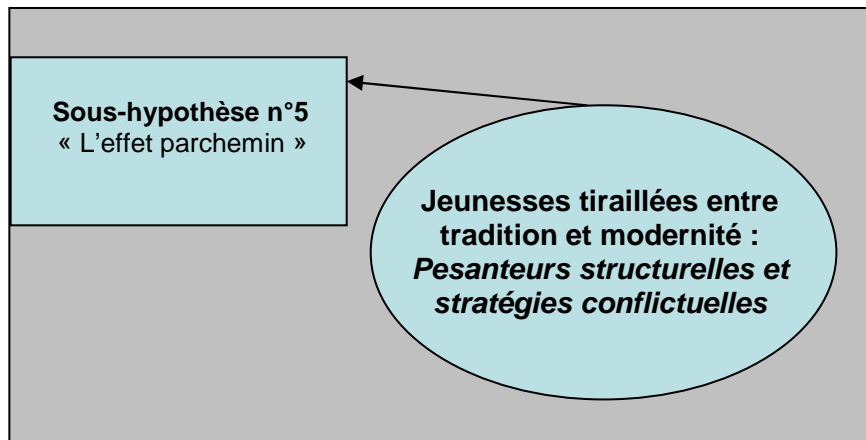 Sous-hypothèse n°5
« L'effet parchemin »
Jeunesses tiraillées entre
tradition et modernité :
Pesanteurs structurelles et
stratégies conflictuelles